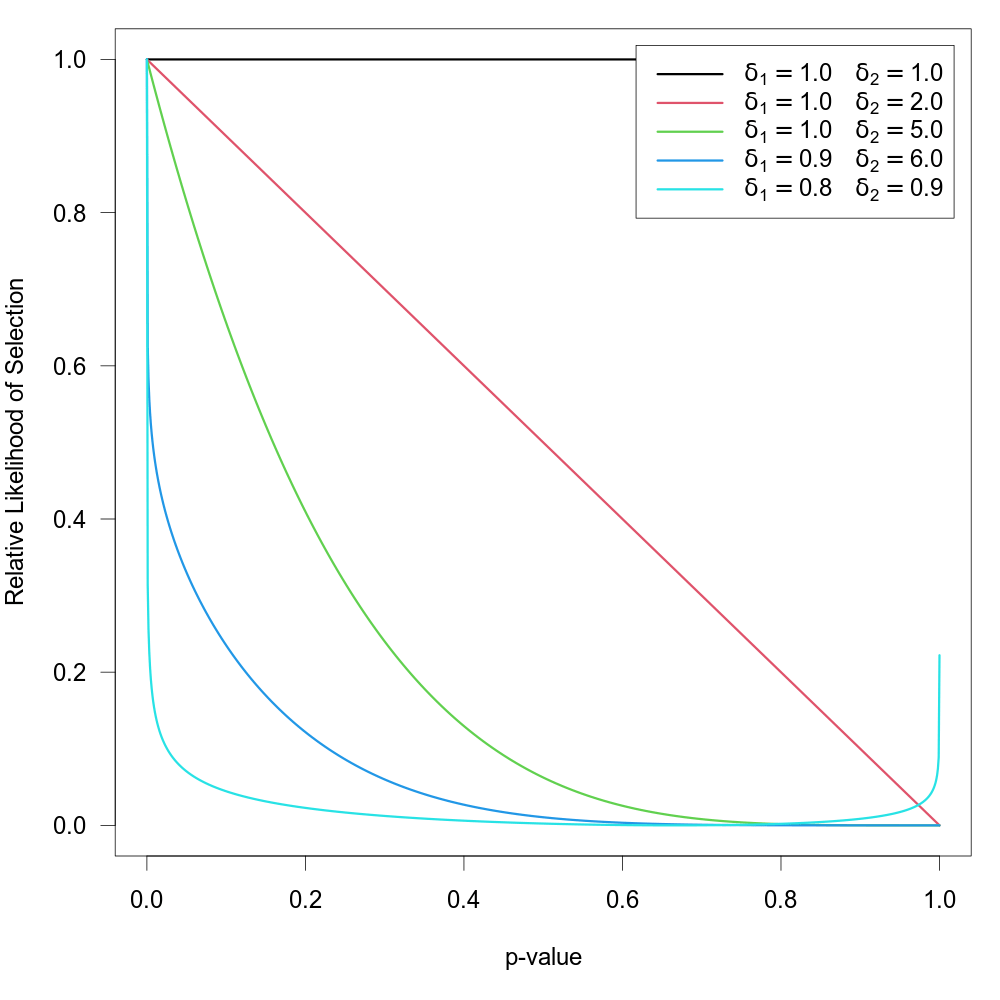 Relative Likelihood of Selection
1.0
0.8
0.6
0.4
0.2
0.0
δ₁ = 1.0 δ₂ = 1.0
δ₁ = 1.0 δ₂ = 2.0
δ₁ = 1.0 δ₂ = 5.0
δ₁ = 0.9 δ₂ = 6.0
δ₁ = 0.8 δ₂ = 0.9
0.0 0.2 0.4 0.6 0.8 1.0
p-value